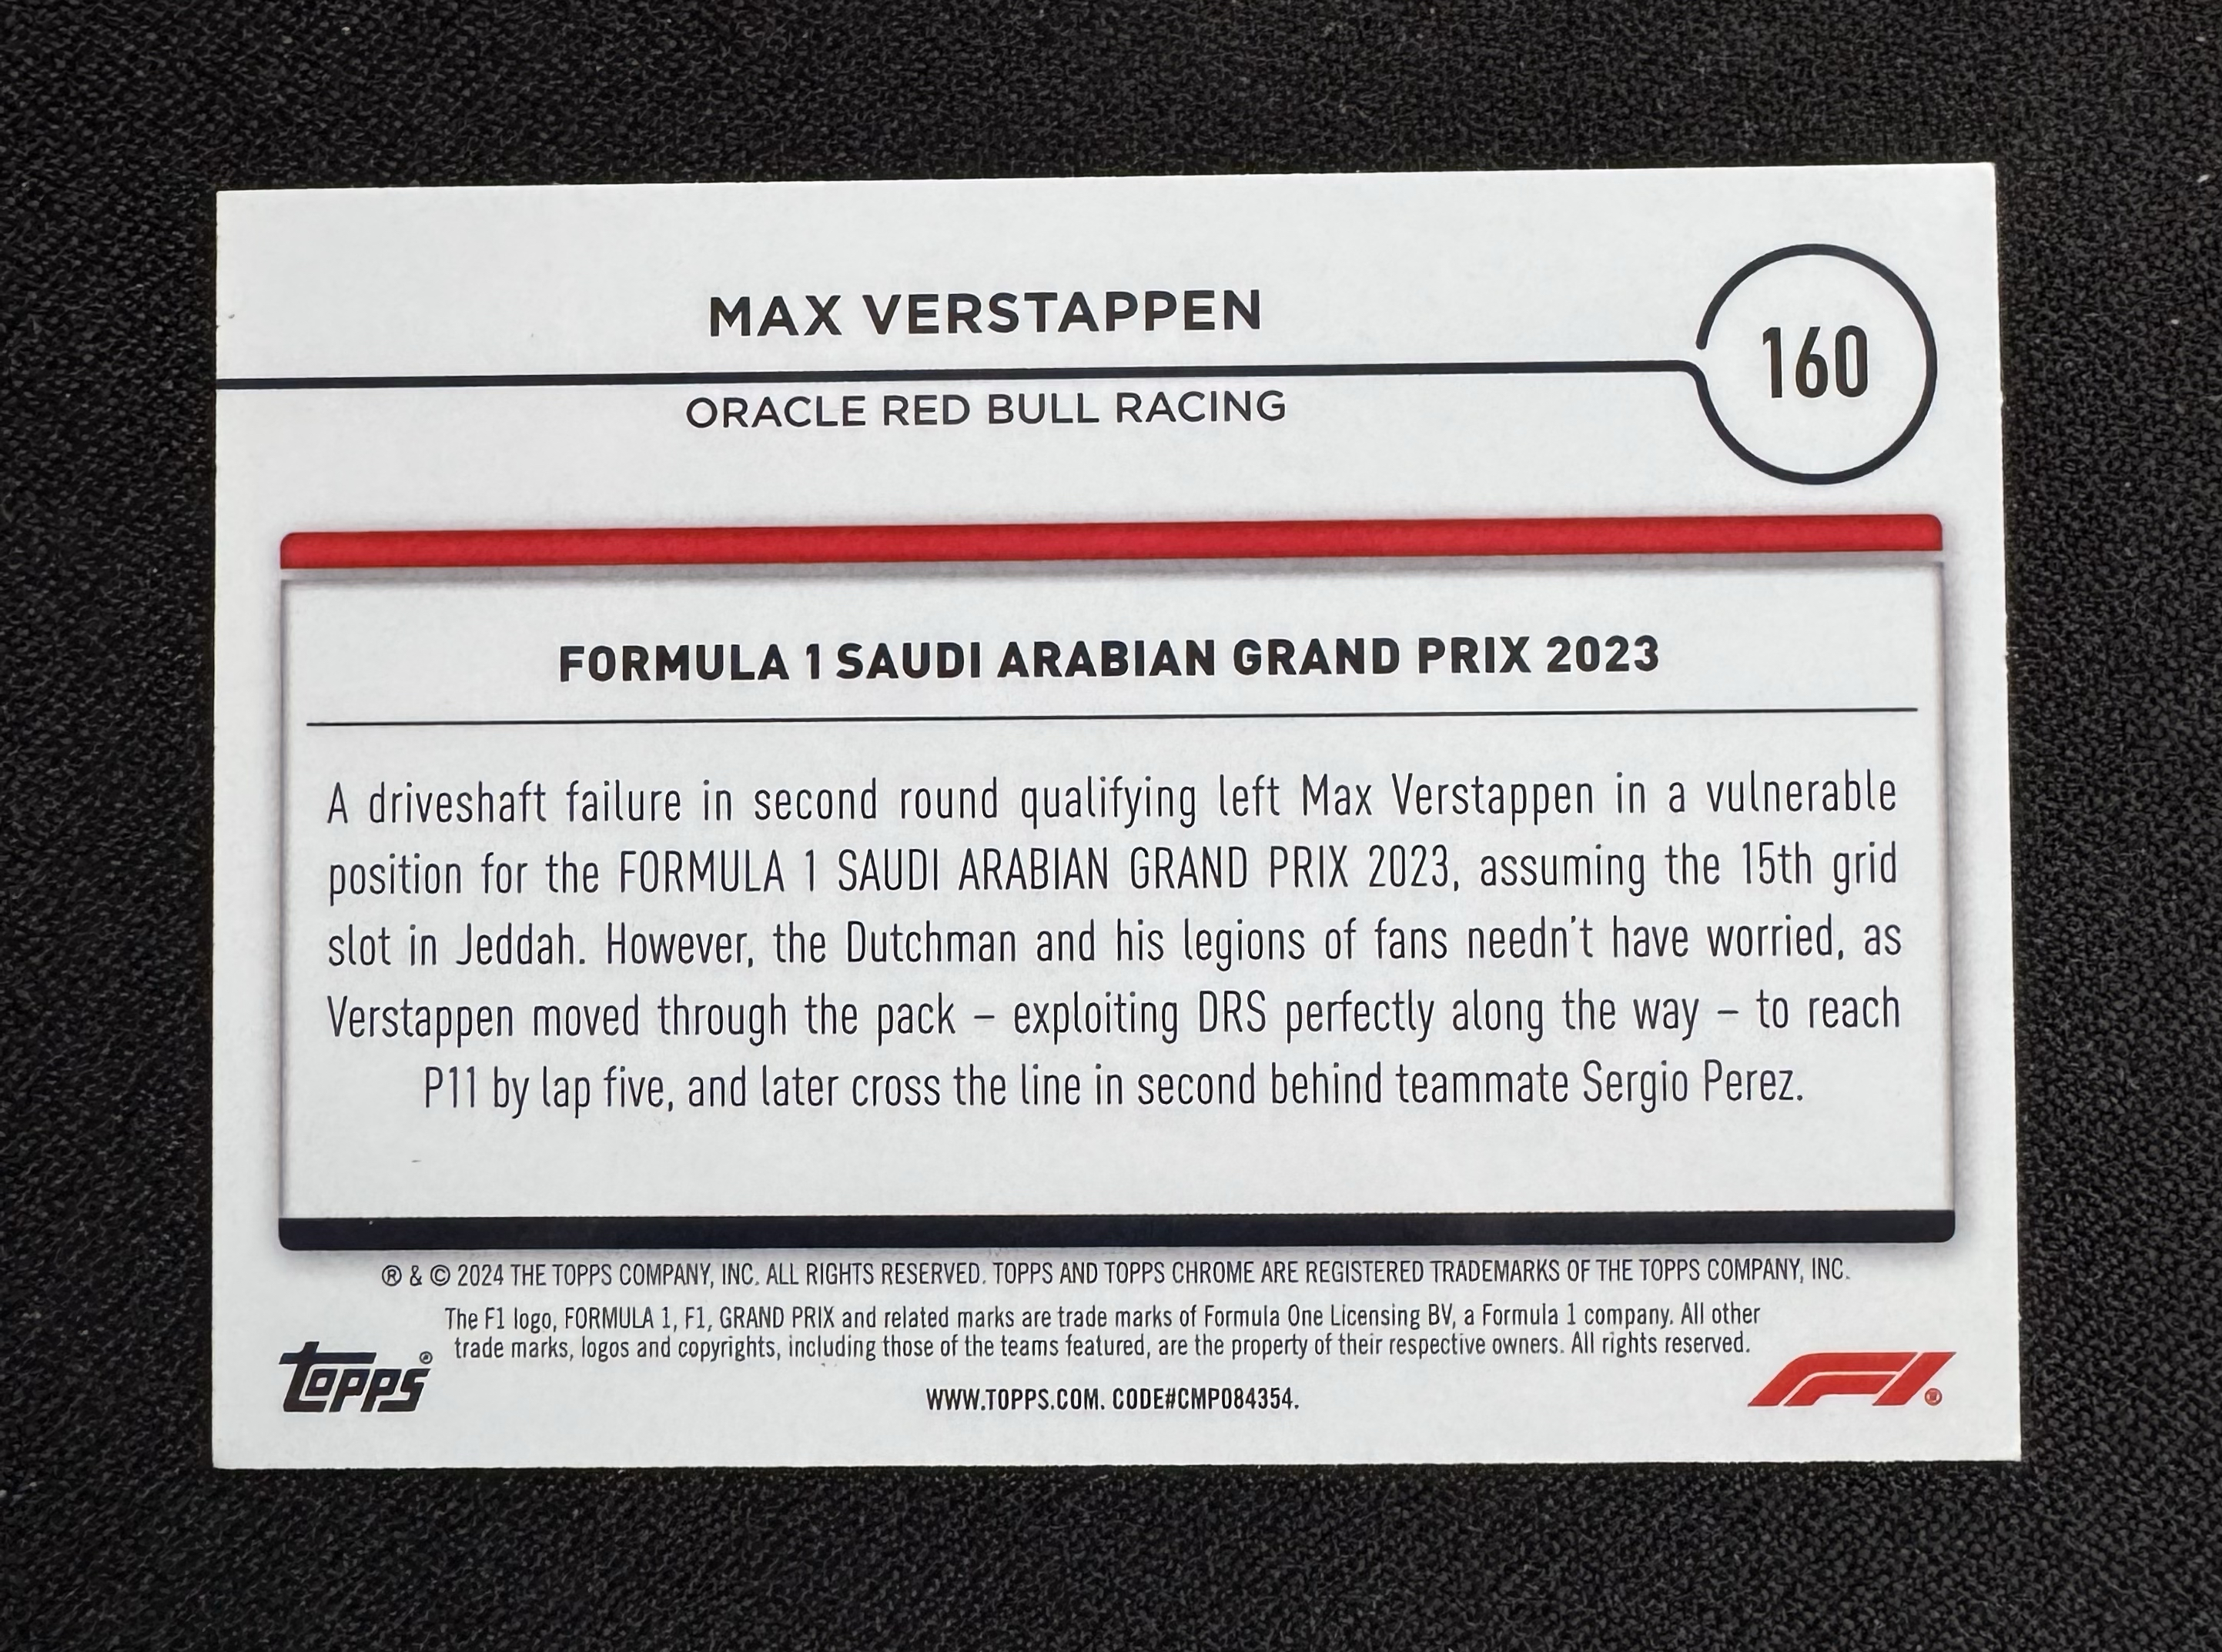 MAX VERSTAPPEN
160
ORACLE RED BULL RACING
FORMULA 1 SAUDI ARABIAN GRAND PRIX 2023
A driveshaft failure in second round qualifying left Max Verstappen in a vulnerable
position for the FORMULA 1 SAUDI ARABIAN GRAND PRIX 2023, assuming the 15th grid
slot in Jeddah. However, the Dutchman and his legions of fans needn't have worried, as
Verstappen moved through the pack – exploiting DRS perfectly along the way – to reach
P11 by lap five, and later cross the line in second behind teammate Sergio Perez.
® & © 2024 THE TOPPS COMPANY, INC. ALL RIGHTS RESERVED. TOPPS AND TOPPS CHROME ARE REGISTERED TRADEMARKS OF THE TOPPS COMPANY, INC.
The F1 logo, FORMULA 1, F1, GRAND PRIX and related marks are trade marks of Formula One Licensing BV, a Formula 1 company. All other
trade marks, logos and copyrights, including those of the teams featured, are the property of their respective owners. All rights reserved.
topps®
F1®
WWW.TOPPS.COM. CODE#CMP084354.